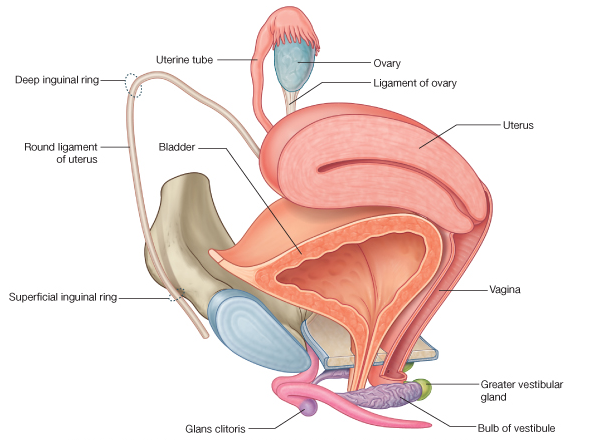 Uterine tube
Ovary
Deep inguinal ring
Ligament of ovary
Uterus
Round ligament
of uterus
Bladder
Vagina
Superficial inguinal ring
Greater vestibular
gland
Glans clitoris
Bulb of vestibule